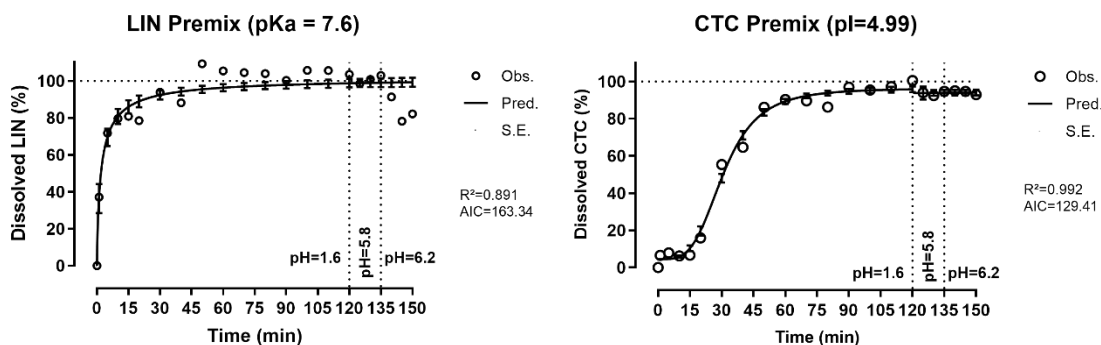 LIN Premix (pKa = 7.6)
Dissolved LIN (%)
100
80
60
40
20
0
pH=1.6
pH=5.8
pH=6.2
0 15 30 45 60 75 90 105 120 135 150
Time (min)
Obs.
Pred.
S.E.
R²=0.891
AIC=163.34
CTC Premix (pI=4.99)
Dissolved CTC (%)
100
80
60
40
20
0
pH=1.6
pH=5.8
pH=6.2
0 15 30 45 60 75 90 105 120 135 150
Time (min)
Obs.
Pred.
S.E.
R²=0.992
AIC=129.41